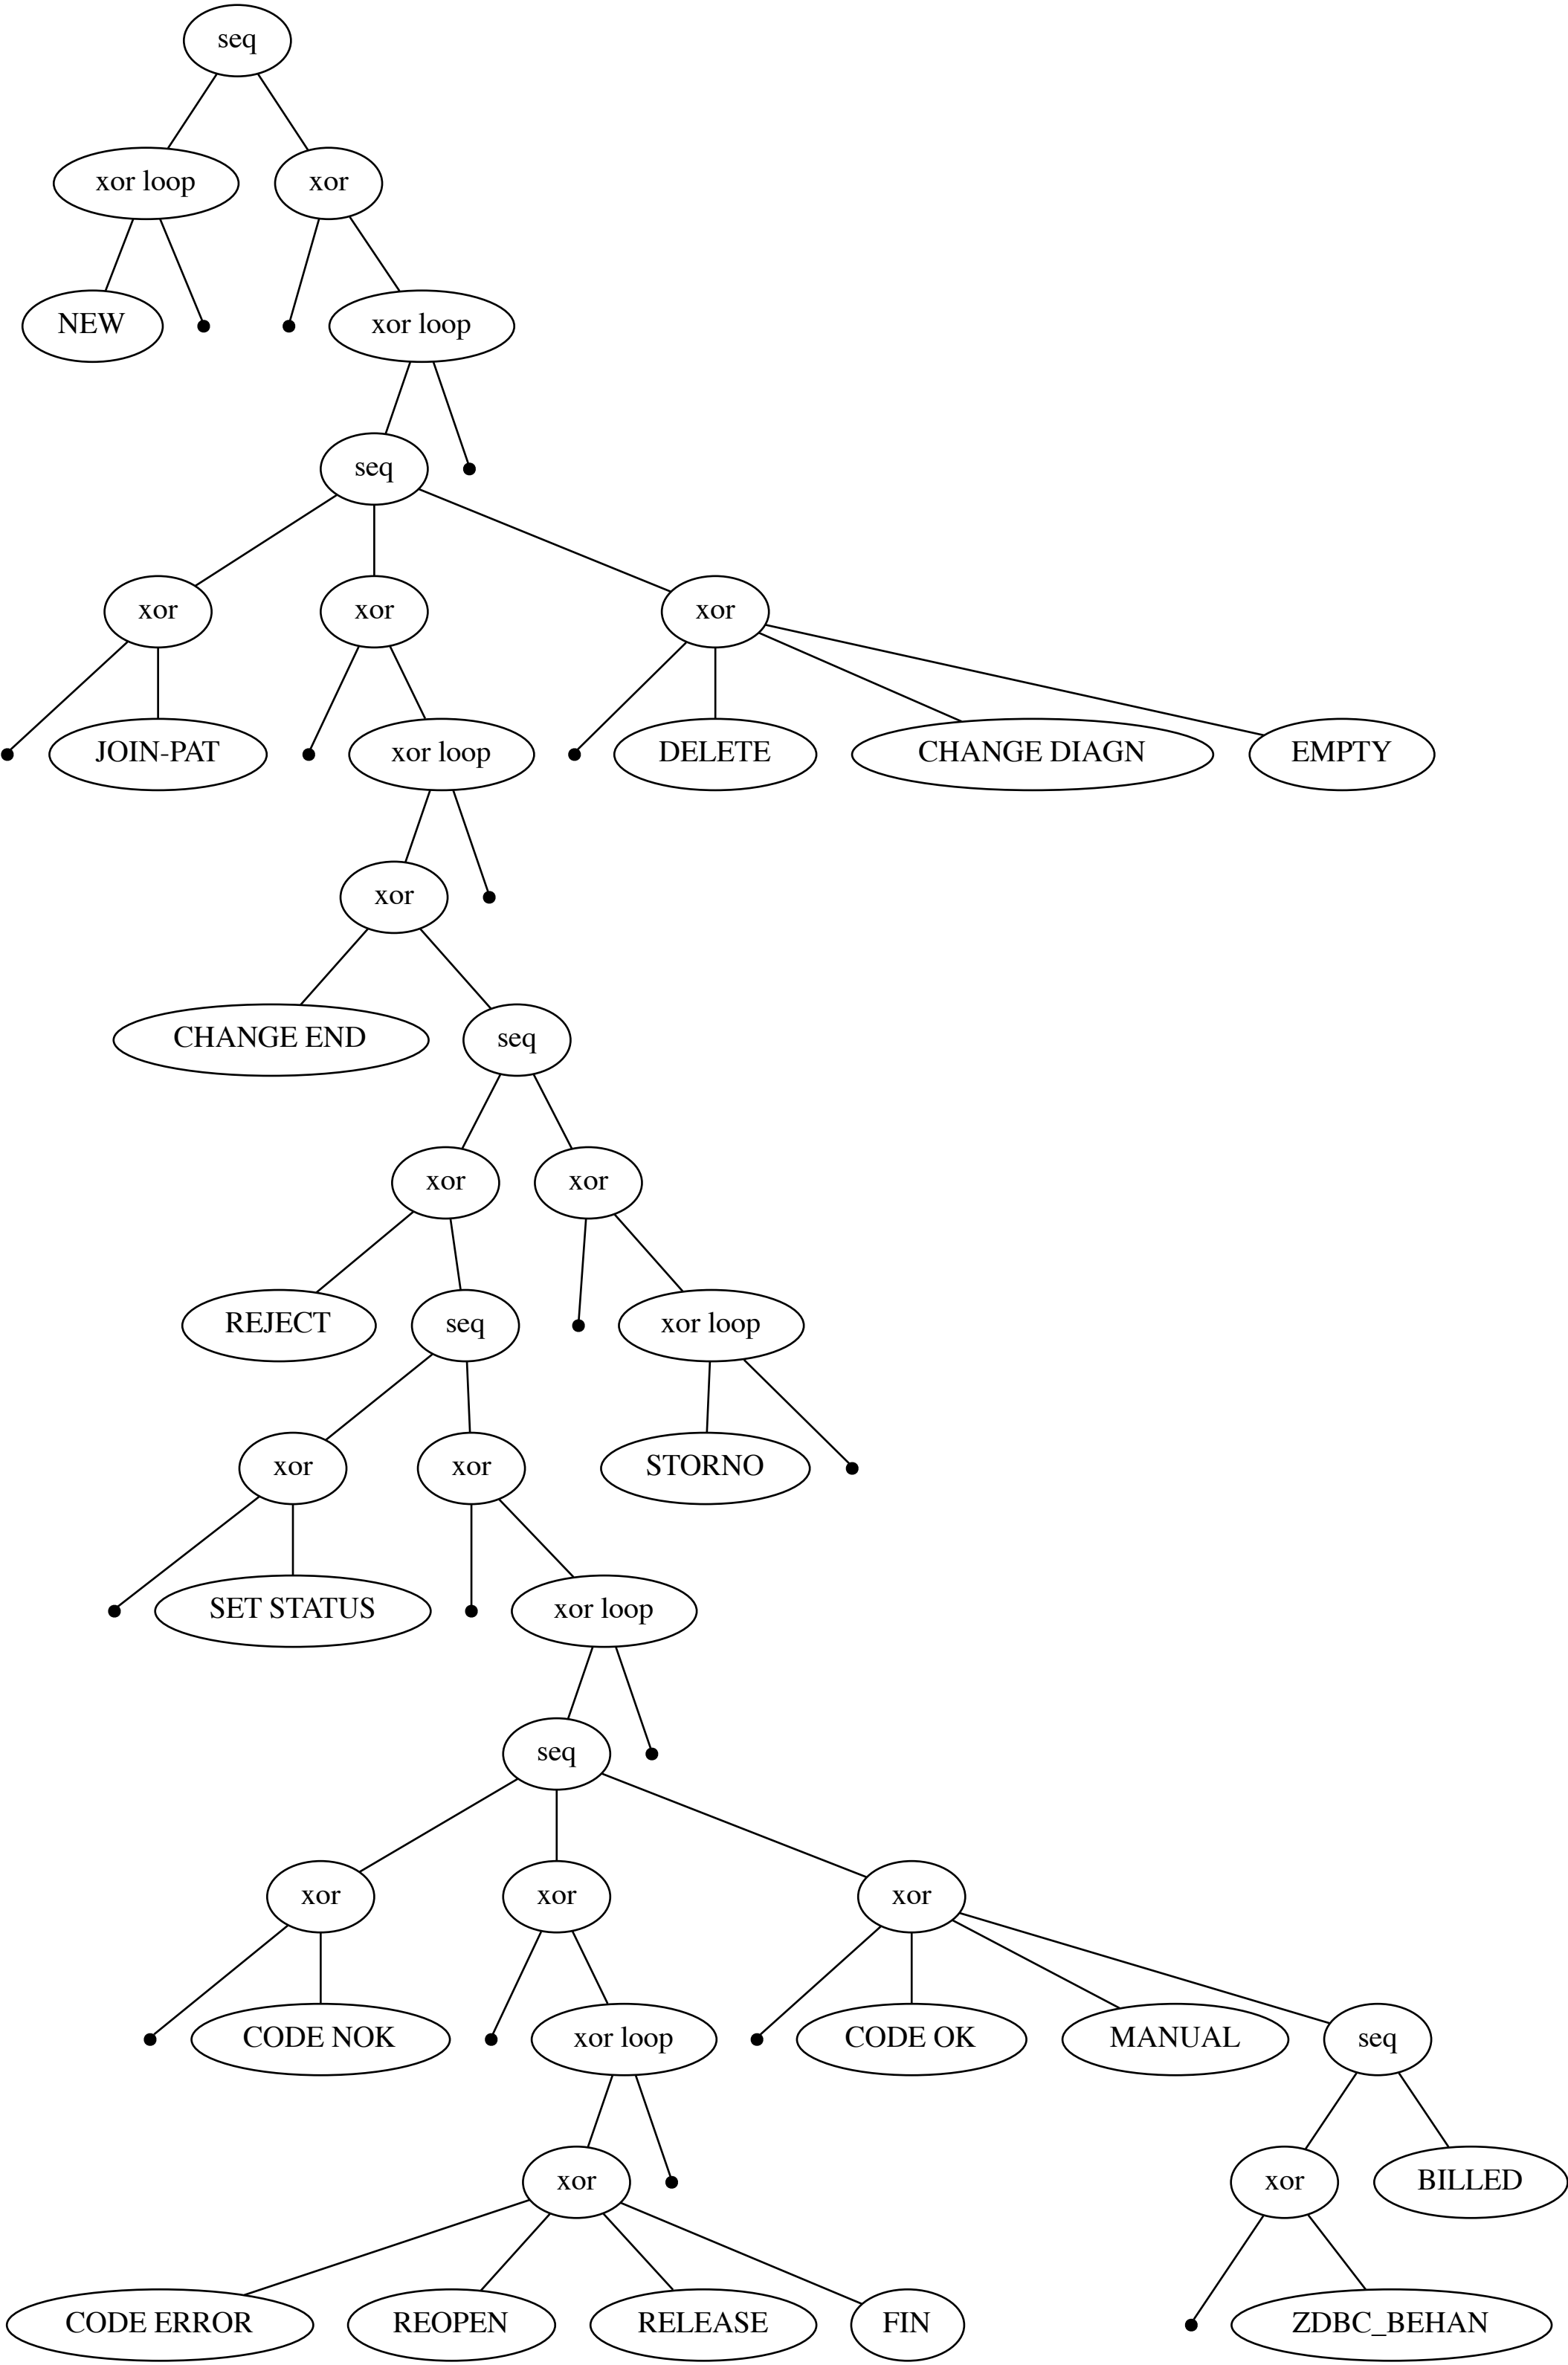 seq
xor loop xor
NEW xor loop
seq
xor xor xor
JOIN-PAT xor loop DELETE CHANGE DIAGN EMPTY
xor
CHANGE END seq
xor xor
REJECT seq xor loop
xor xor STORNO
SET STATUS xor loop
seq
xor xor xor
CODE NOK xor loop CODE OK MANUAL seq
xor xor BILLED
CODE ERROR REOPEN RELEASE FIN ZDBC_BEHAN